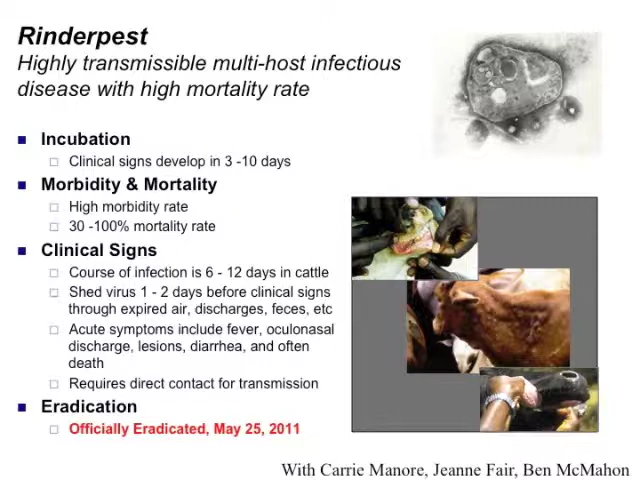 Rinderpest
Highly transmissible multi-host infectious
disease with high mortality rate
Incubation
Clinical signs develop in 3 -10 days
Morbidity & Mortality
High morbidity rate
30 -100% mortality rate
Clinical Signs
Course of infection is 6 - 12 days in cattle
Shed virus 1 - 2 days before clinical signs
through expired air, discharges, feces, etc
Acute symptoms include fever, oculonasal
discharge, lesions, diarrhea, and often
death
Requires direct contact for transmission
Eradication
Officially Eradicated, May 25, 2011
With Carrie Manore, Jeanne Fair, Ben McMahon